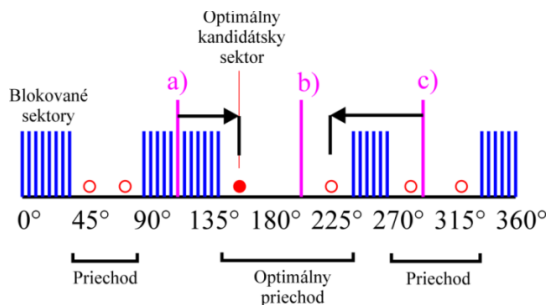 Optimálny
kandidátsky
sektor
Blokované
sektory
a)
b)
c)
0° 45° 90° 135° 180° 225° 270° 315° 360°
Priechod
Optimálny
priechod
Priechod